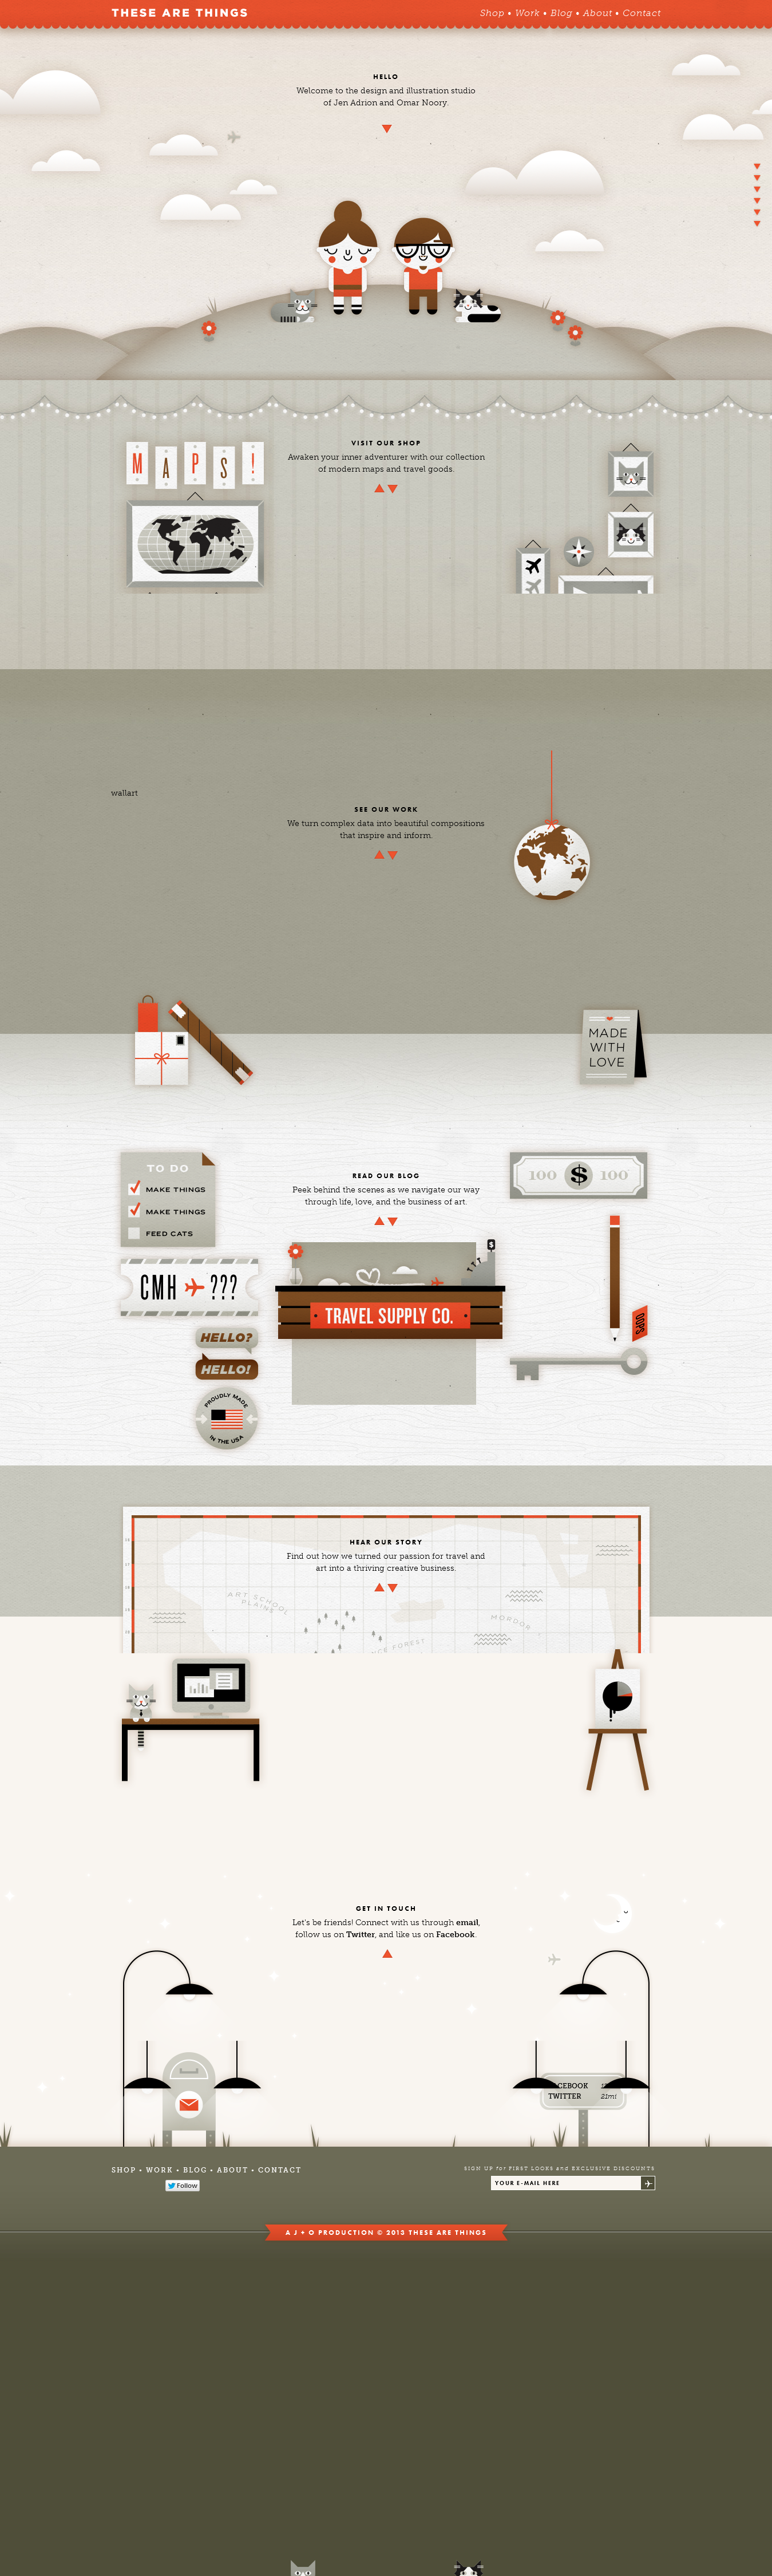 THESE ARE THINGS
Shop • Work • Blog • About • Contact
HELLO
Welcome to the design and illustration studio
of Jen Adrion and Omar Noory.
MAPS!
VISIT OUR SHOP
Awaken your inner adventurer with our collection
of modern maps and travel goods.
wallart
SEE OUR WORK
We turn complex data into beautiful compositions
that inspire and inform.
MADE
WITH
LOVE
TO DO
MAKE THINGS
MAKE THINGS
FEED CATS
READ OUR BLOG
Peek behind the scenes as we navigate our way
through life, love, and the business of art.
100 $ 100
CMH ???
$
TRAVEL SUPPLY CO.
OOPS
HELLO?
HELLO!
PROUDLY MADE
IN THE USA
HEAR OUR STORY
Find out how we turned our passion for travel and
art into a thriving creative business.
ART SCHOOL
PLAINS
MORDOR
FOREST
GET IN TOUCH
Let's be friends! Connect with us through email,
follow us on Twitter, and like us on Facebook.
TWITTER 21mi
SHOP • WORK • BLOG • ABOUT • CONTACT
Follow
SIGN UP for FIRST LOOKS and EXCLUSIVE DISCOUNTS
YOUR E-MAIL HERE
A J + O PRODUCTION © 2013 THESE ARE THINGS